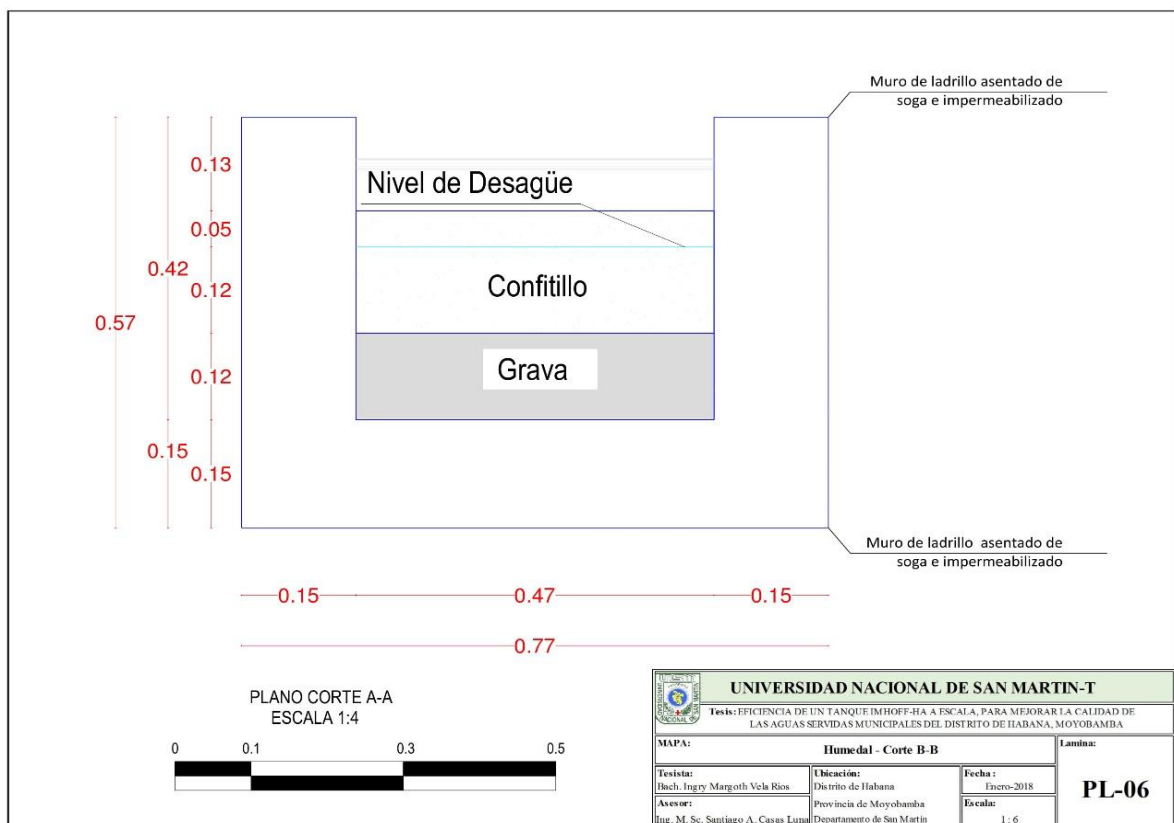 Muro de ladrillo asentado de
soga e impermeabilizado
0.13
Nivel de Desagüe
0.05
0.42
0.12
Confitillo
0.57
0.12
Grava
0.15
0.15
Muro de ladrillo asentado de
soga e impermeabilizado
0.15
0.47
0.15
0.77
PLANO CORTE A-A
ESCALA 1:4
0
0.1
0.3
0.5
UNIVERSIDAD NACIONAL DE SAN MARTIN-T
Tesis: EFICIENCIA DE UN TANQUE IMHOFF-HA A ESCALA, PARA MEJORAR LA CALIDAD DE
LAS AGUAS SERVIDAS MUNICIPALES DEL DISTRITO DE HABANA, MOYOBAMBA
MAPA:
Humedal - Corte B-B
Lamina:
PL-06
Tesista:
Bach. Ingry Margoth Vela Rios
Ubicación:
Distrito de Habana
Provincia de Moyobamba
Departamento de San Martin
Fecha :
Enero-2018
Asesor:
Ing. M. Sc. Santiago A. Casas Luna
Escala:
1 : 6